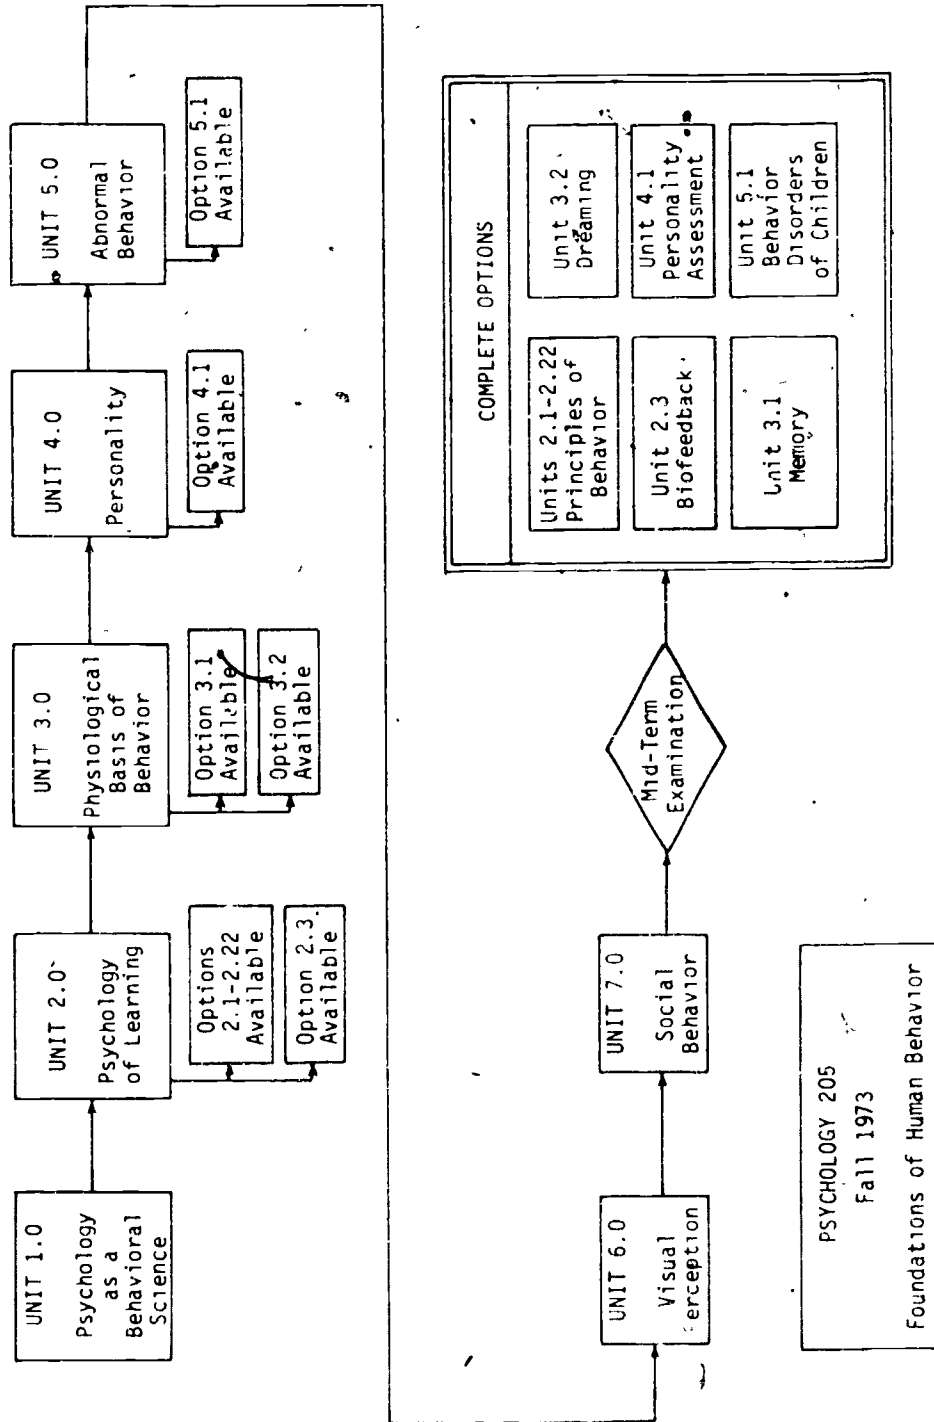 UNIT 1.0
Psychology
as a
Behavioral
Science
UNIT 2.0
Psychology
of Learning
Options
2.1-2.22
Available
Option 2.3
Available
UNIT 3.0
Physiological
Basis of
Behavior
Option 3.1
Available
Option 3.2
Available
UNIT 4.0
Personality
Option 4.1
Available
UNIT 5.0
Abnormal
Behavior
Option 5.1
Available
UNIT 6.0
Visual
erception
UNIT 7.0
Social
Behavior
Mid-Term
Examination
COMPLETE OPTIONS
Units 2.1-2.22
Principles of
Behavior
Unit 3.2
Dreaming
Unit 2.3
Biofeedback
Unit 4.1
Personality
Assessment
Unit 3.1
Memory
Unit 5.1
Behavior
Disorders
of Children
PSYCHOLOGY 205
Fall 1973
Foundations of Human Behavior